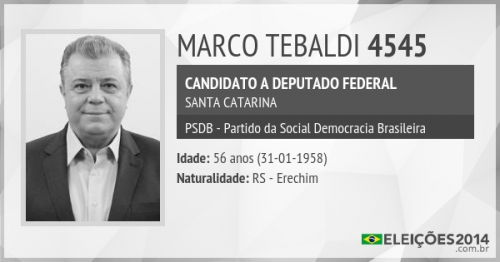 MARCO TEBALDI 4545
CANDIDATO A DEPUTADO FEDERAL
SANTA CATARINA
PSDB - Partido da Social Democracia Brasileira
Idade: 56 anos (31-01-1958)
Naturalidade: RS - Erechim
ELEIÇÕES2014
.com.br